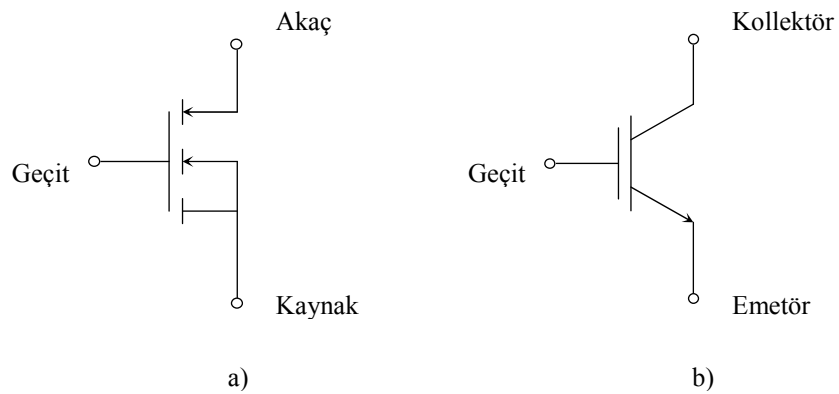 Akaç
Geçit
Kaynak
a)
Kollektör
Geçit
Emetör
b)